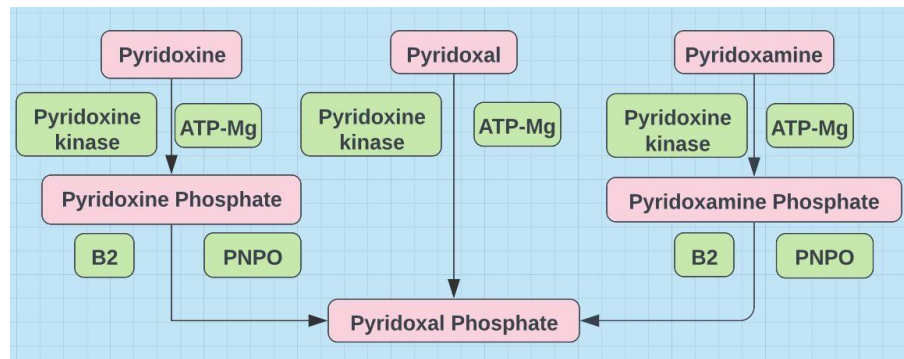 Pyridoxine
Pyridoxal
Pyridoxamine
Pyridoxine
kinase
ATP-Mg
Pyridoxine
kinase
ATP-Mg
Pyridoxine
kinase
ATP-Mg
Pyridoxine Phosphate
Pyridoxamine Phosphate
B2
PNPO
B2
PNPO
Pyridoxal Phosphate